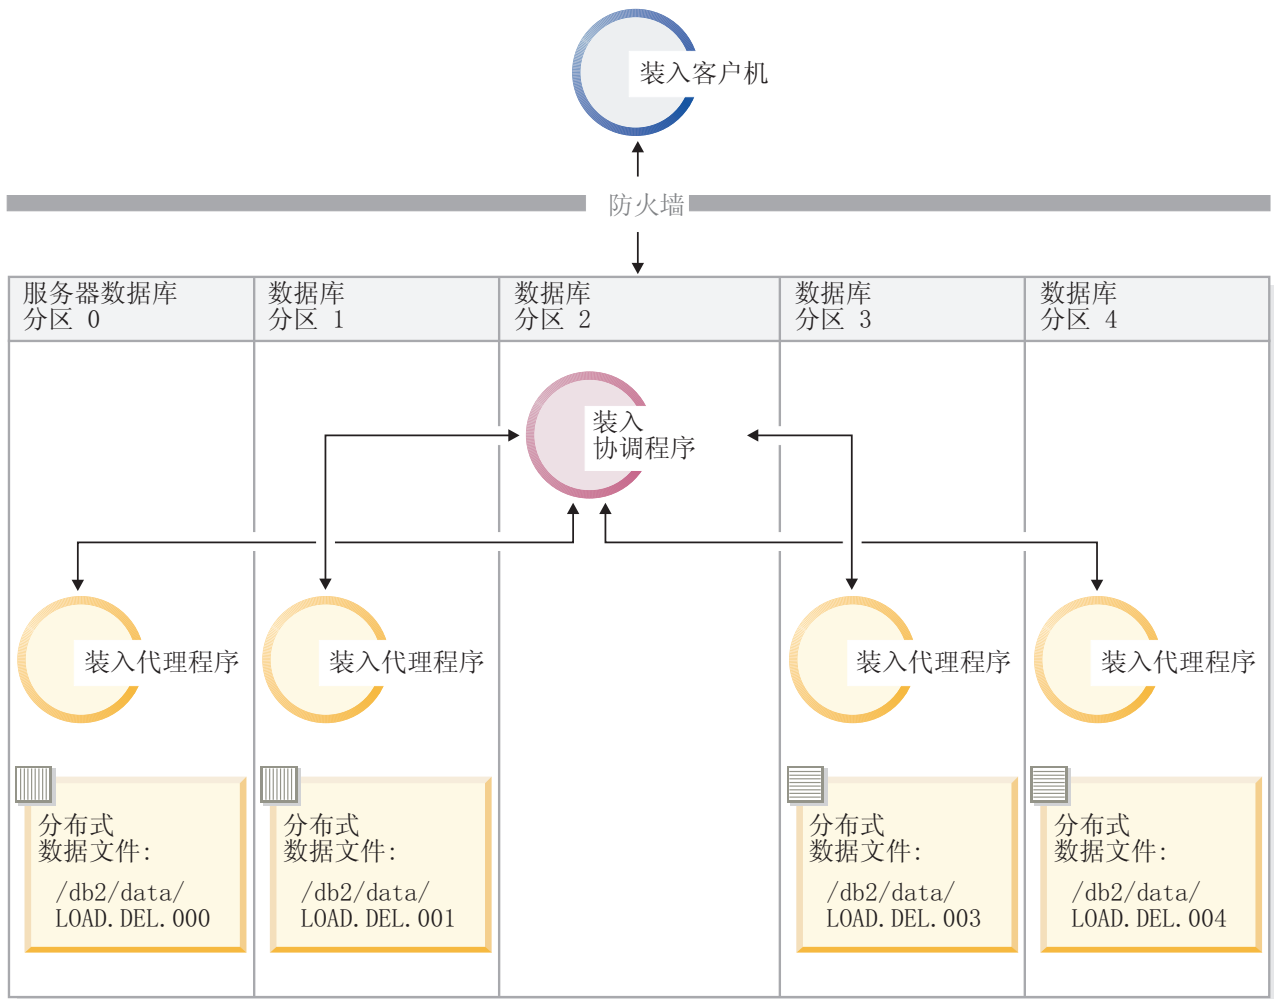 装入客户机
防火墙
服务器数据库
分区 0
数据库
分区 1
数据库
分区 2
数据库
分区 3
数据库
分区 4
装入
协调程序
装入代理程序
装入代理程序
装入代理程序
装入代理程序
分布式
数据文件:
/db2/data/
LOAD.DEL.000
分布式
数据文件:
/db2/data/
LOAD.DEL.001
分布式
数据文件:
/db2/data/
LOAD.DEL.003
分布式
数据文件:
/db2/data/
LOAD.DEL.004